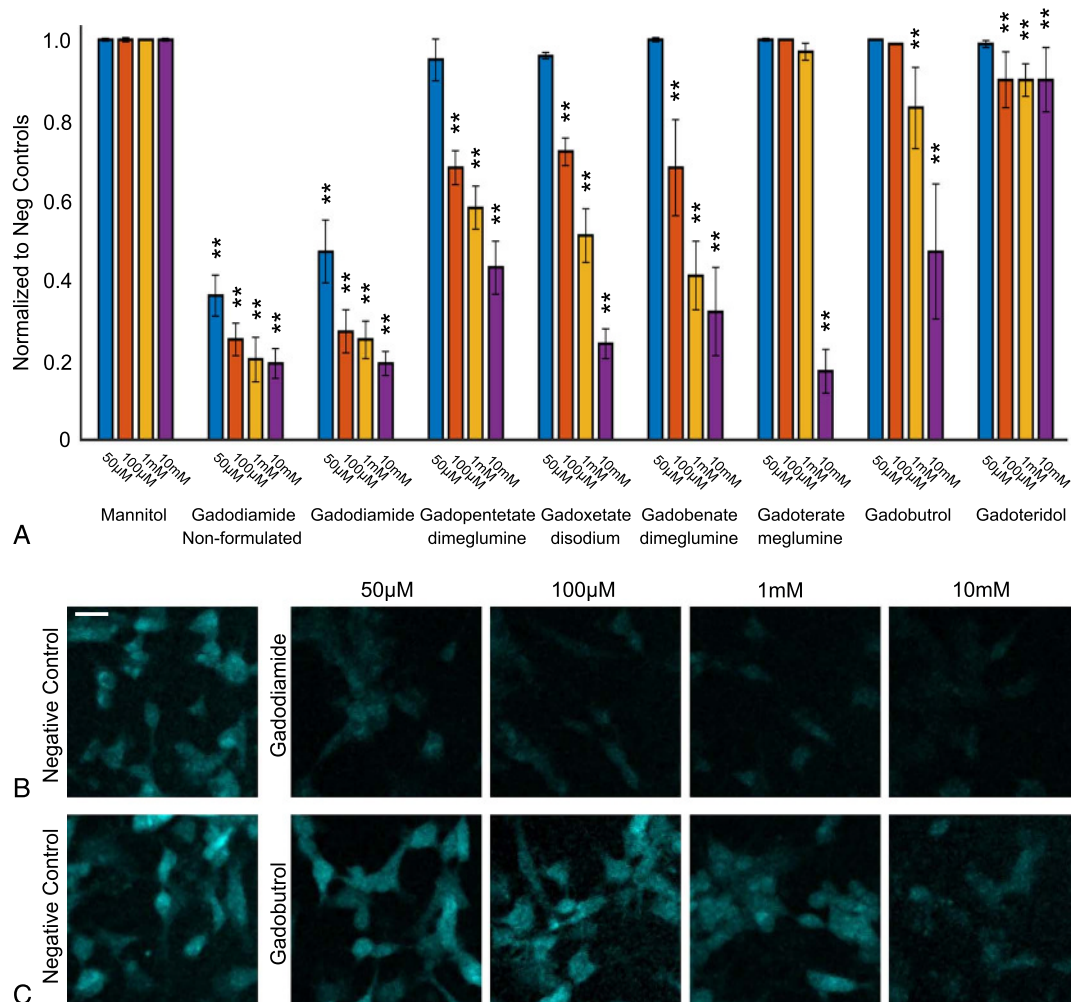 Normalized to Neg Controls
1.0
0.8
0.6
0.4
0.2
0
** ** ** **
** ** ** **
** ** **
** ** **
** ** **
**
** **
** ** **
50µM 100µM 1mM 10mM
50µM 100µM 1mM 10mM
50µM 100µM 1mM 10mM
50µM 100µM 1mM 10mM
50µM 100µM 1mM 10mM
50µM 100µM 1mM 10mM
50µM 100µM 1mM 10mM
50µM 100µM 1mM 10mM
50µM 100µM 1mM 10mM
Mannitol
Gadodiamide
Non-formulated
Gadodiamide
Gadopentetate
dimeglumine
Gadoxetate
disodium
Gadobenate
dimeglumine
Gadoterate
meglumine
Gadobutrol
Gadoteridol
A
50µM 100µM 1mM 10mM
Negative Control
Gadodiamide
B
Negative Control
Gadobutrol
C